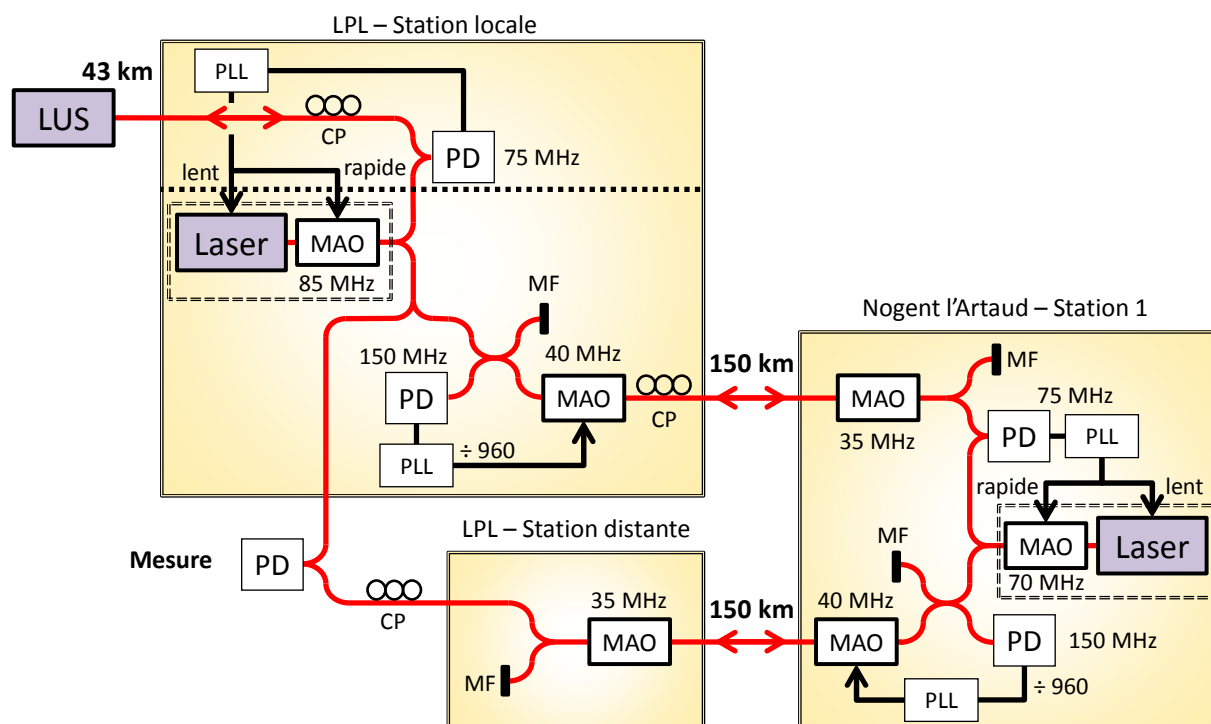 LPL – Station locale
43 km
PLL
LUS
CP
PD
75 MHz
lent
rapide
Laser
MAO
85 MHz
MF
Nogent l'Artaud – Station 1
150 MHz
40 MHz
150 km
MF
PD
MAO
CP
MAO
75 MHz
35 MHz
PD
PLL
÷ 960
PLL
rapide
lent
LPL – Station distante
MF
MAO
Laser
70 MHz
Mesure
PD
35 MHz
150 km
40 MHz
CP
MAO
MAO
PD
150 MHz
MF
÷ 960
PLL